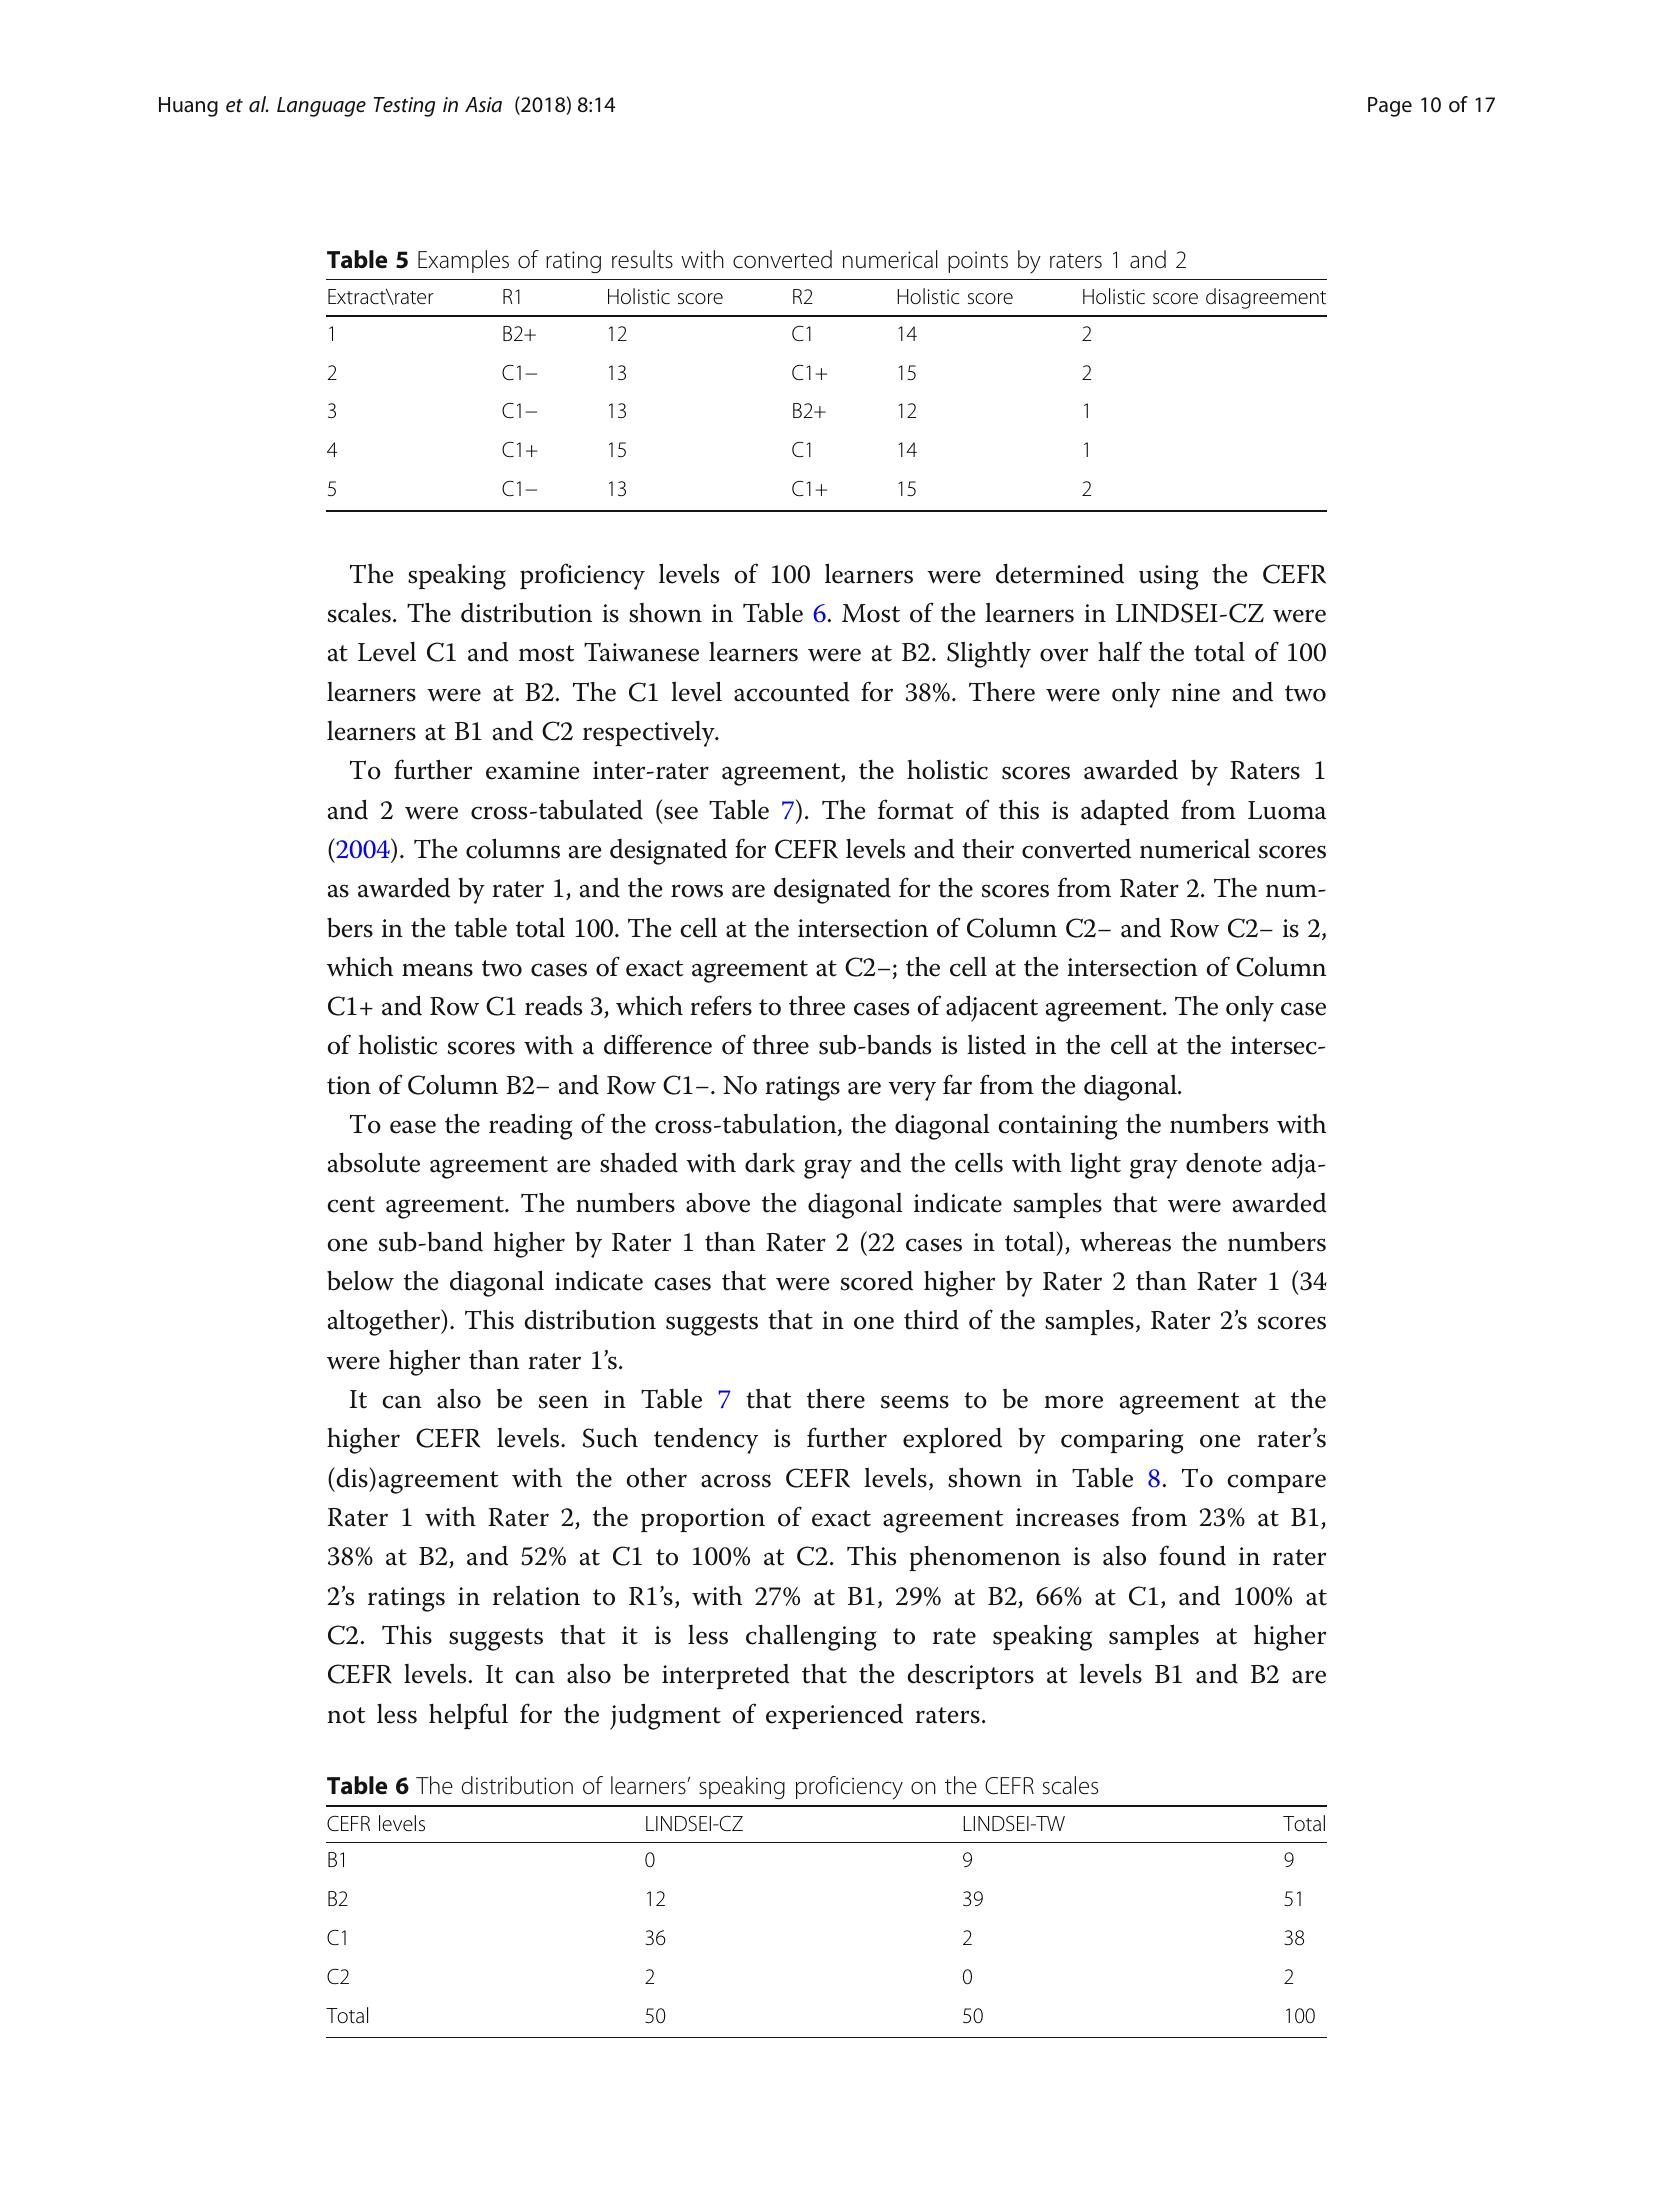 Huang et al. Language Testing in Asia (2018) 8:14 Page 10 of 17
Table 5 Examples of rating results with converted numerical points by raters 1 and 2
Extract\rater R1 Holistic score R2 Holistic score Holistic score disagreement
1 B2+ 12 C1 14 2
2 C1− 13 C1+ 15 2
3 C1− 13 B2+ 12 1
4 C1+ 15 C1 14 1
5 C1− 13 C1+ 15 2
The speaking proficiency levels of 100 learners were determined using the CEFR
scales. The distribution is shown in Table 6. Most of the learners in LINDSEI-CZ were
at Level C1 and most Taiwanese learners were at B2. Slightly over half the total of 100
learners were at B2. The C1 level accounted for 38%. There were only nine and two
learners at B1 and C2 respectively.
To further examine inter-rater agreement, the holistic scores awarded by Raters 1
and 2 were cross-tabulated (see Table 7). The format of this is adapted from Luoma
(2004). The columns are designated for CEFR levels and their converted numerical scores
as awarded by rater 1, and the rows are designated for the scores from Rater 2. The num-
bers in the table total 100. The cell at the intersection of Column C2– and Row C2– is 2,
which means two cases of exact agreement at C2–; the cell at the intersection of Column
C1+ and Row C1 reads 3, which refers to three cases of adjacent agreement. The only case
of holistic scores with a difference of three sub-bands is listed in the cell at the intersec-
tion of Column B2– and Row C1–. No ratings are very far from the diagonal.
To ease the reading of the cross-tabulation, the diagonal containing the numbers with
absolute agreement are shaded with dark gray and the cells with light gray denote adja-
cent agreement. The numbers above the diagonal indicate samples that were awarded
one sub-band higher by Rater 1 than Rater 2 (22 cases in total), whereas the numbers
below the diagonal indicate cases that were scored higher by Rater 2 than Rater 1 (34
altogether). This distribution suggests that in one third of the samples, Rater 2’s scores
were higher than rater 1’s.
It can also be seen in Table 7 that there seems to be more agreement at the
higher CEFR levels. Such tendency is further explored by comparing one rater’s
(dis)agreement with the other across CEFR levels, shown in Table 8. To compare
Rater 1 with Rater 2, the proportion of exact agreement increases from 23% at B1,
38% at B2, and 52% at C1 to 100% at C2. This phenomenon is also found in rater
2’s ratings in relation to R1’s, with 27% at B1, 29% at B2, 66% at C1, and 100% at
C2. This suggests that it is less challenging to rate speaking samples at higher
CEFR levels. It can also be interpreted that the descriptors at levels B1 and B2 are
not less helpful for the judgment of experienced raters.
Table 6 The distribution of learners’ speaking proficiency on the CEFR scales
CEFR levels LINDSEI-CZ LINDSEI-TW Total
B1 0 9 9
B2 12 39 51
C1 36 2 38
C2 2 0 2
Total 50 50 100